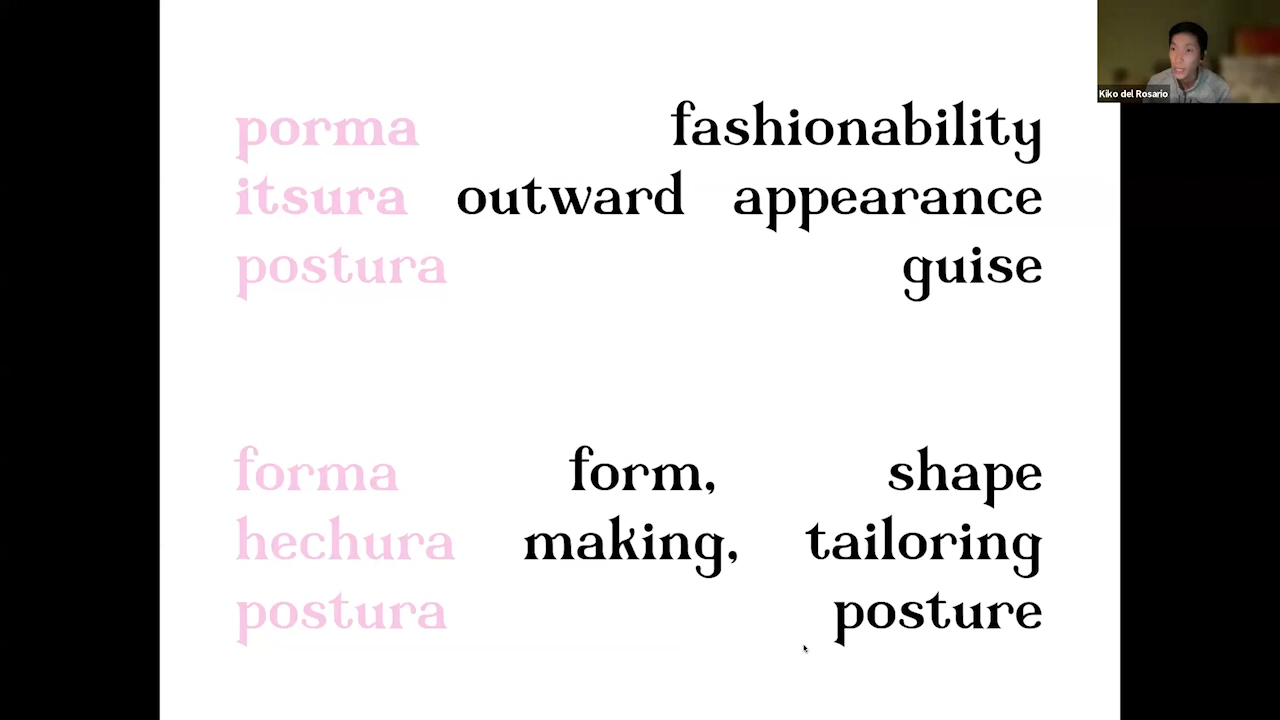 porma fashionability
itsura outward appearance
postura guise
forma form, shape
hechura making, tailoring
postura posture
Kiko del Rosario